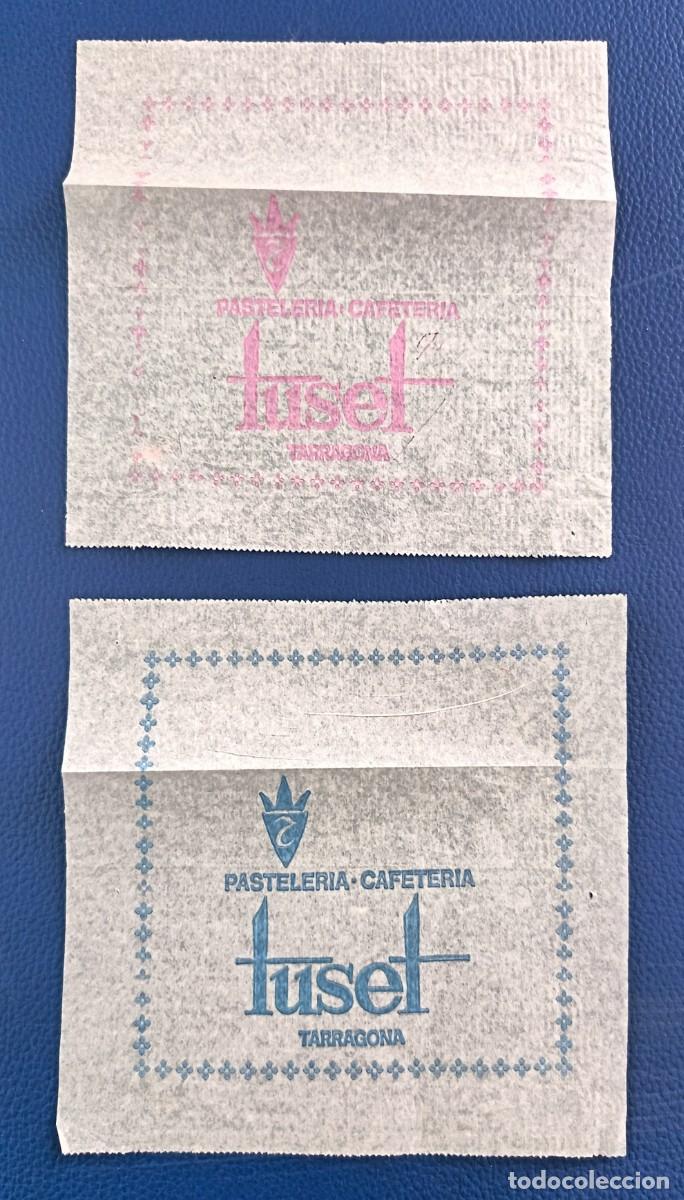 PASTELERIA · CAFETERIA
tuset
TARRAGONA
PASTELERIA · CAFETERIA
tuset
TARRAGONA
todocoleccion